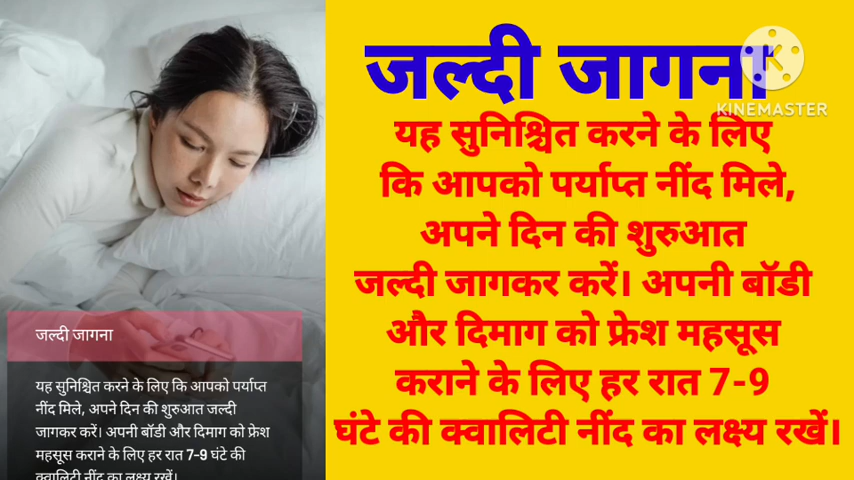 जल्दी जागना
यह सुनिश्चित करने के लिए कि आपको पर्याप्त
नींद मिले, अपने दिन की शुरुआत जल्दी
जागकर करें। अपनी बॉडी और दिमाग को फ्रेश
महसूस कराने के लिए हर रात 7-9 घंटे की
क्वालिटी नींद का लक्ष्य रखें।
जल्दी जागना
KINEMASTER
यह सुनिश्चित करने के लिए
कि आपको पर्याप्त नींद मिले,
अपने दिन की शुरुआत
जल्दी जागकर करें। अपनी बॉडी
और दिमाग को फ्रेश महसूस
कराने के लिए हर रात 7-9
घंटे की क्वालिटी नींद का लक्ष्य रखें।